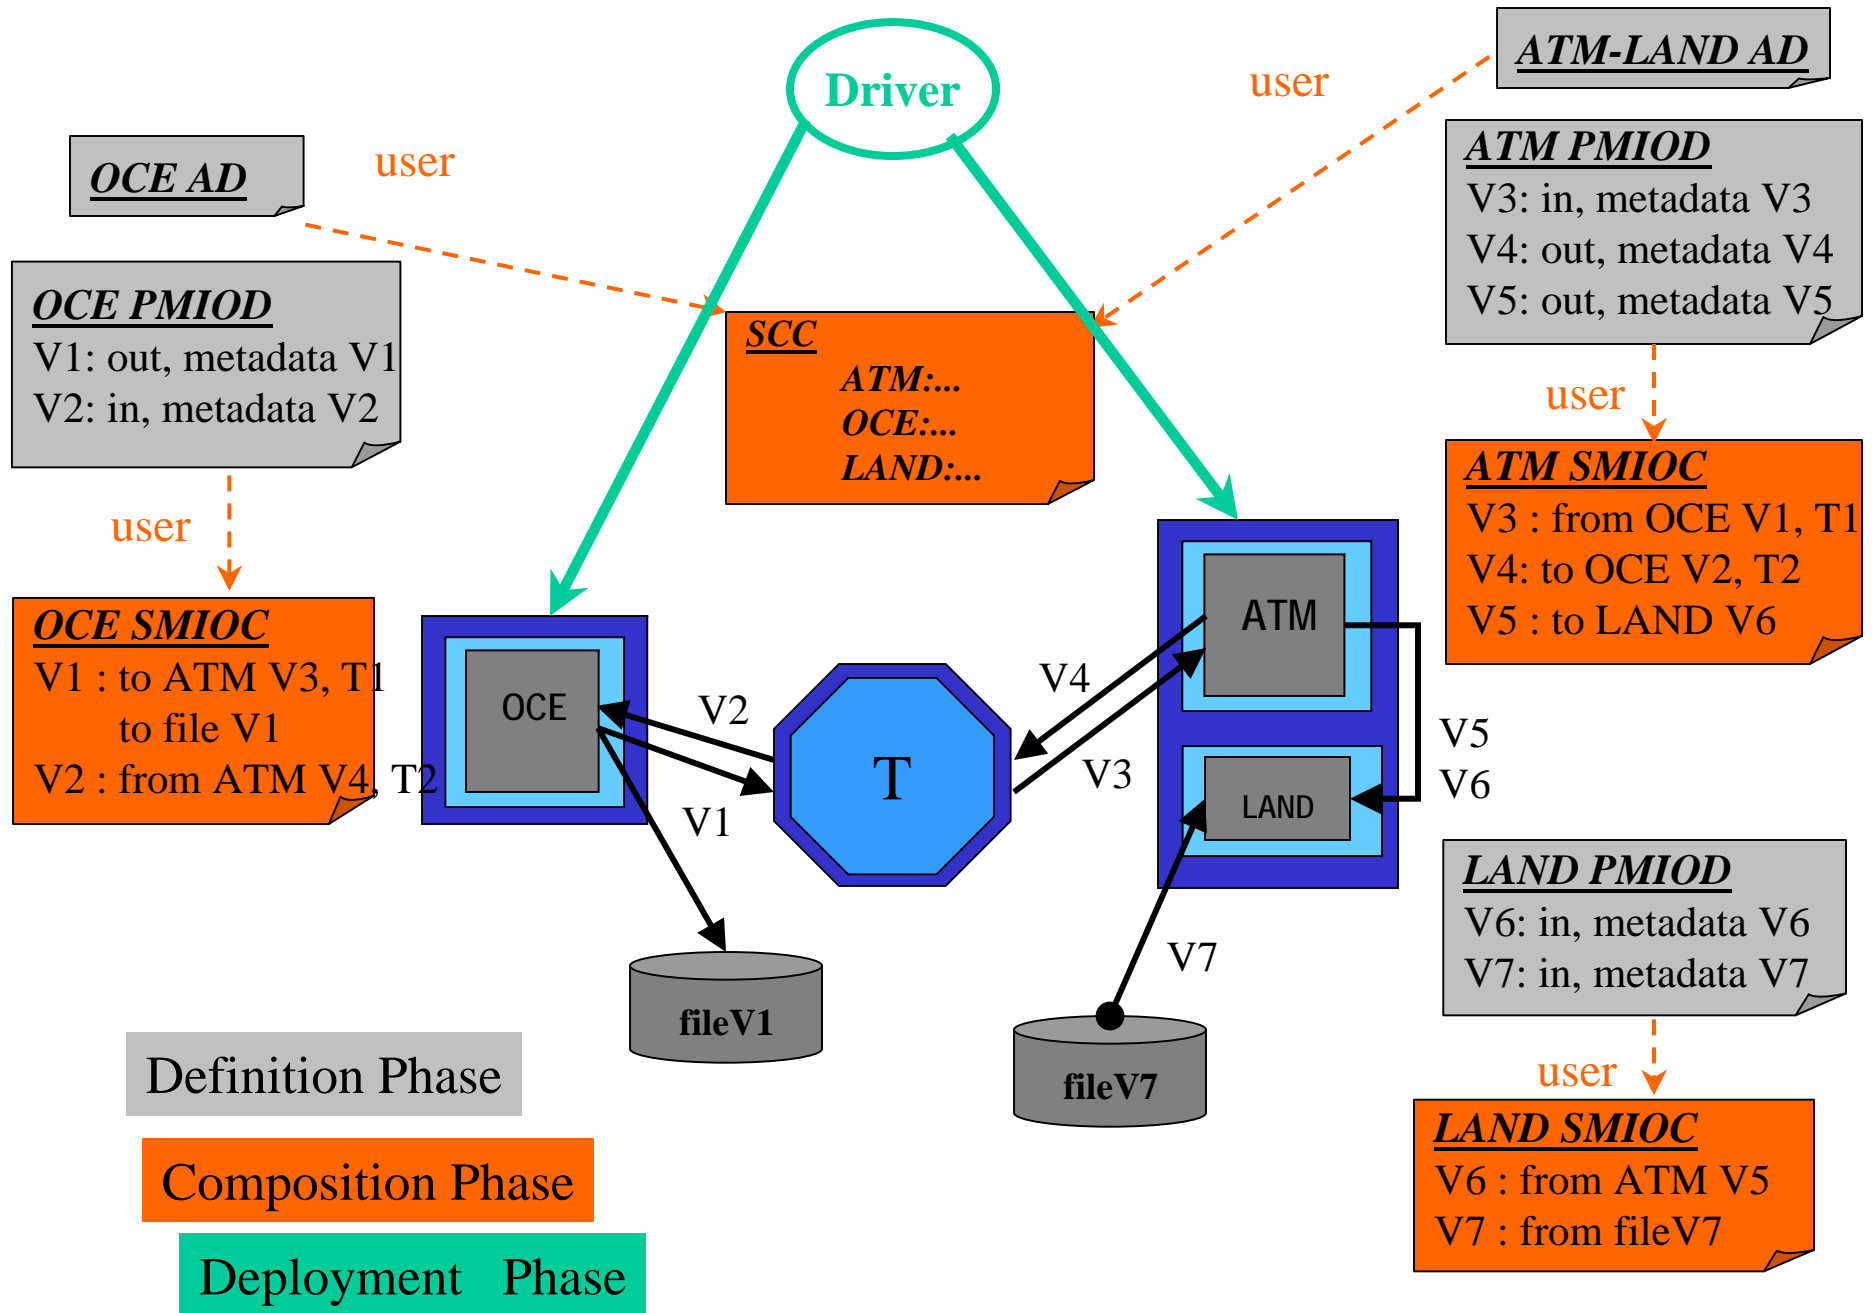 Driver
user
ATM-LAND AD
OCE AD
user
ATM PMIOD
V3: in, metadata V3
V4: out, metadata V4
V5: out, metadata V5
OCE PMIOD
V1: out, metadata V1
V2: in, metadata V2
SCC
ATM:...
OCE:...
LAND:...
user
user
ATM SMIOC
V3 : from OCE V1, T1
V4: to OCE V2, T2
V5 : to LAND V6
OCE SMIOC
V1 : to ATM V3, T1
to file V1
V2 : from ATM V4, T2
OCE
V2
V1
T
V4
V3
ATM
LAND
V5
V6
LAND PMIOD
V6: in, metadata V6
V7: in, metadata V7
V7
fileV1
fileV7
user
LAND SMIOC
V6 : from ATM V5
V7 : from fileV7
Definition Phase
Composition Phase
Deployment Phase